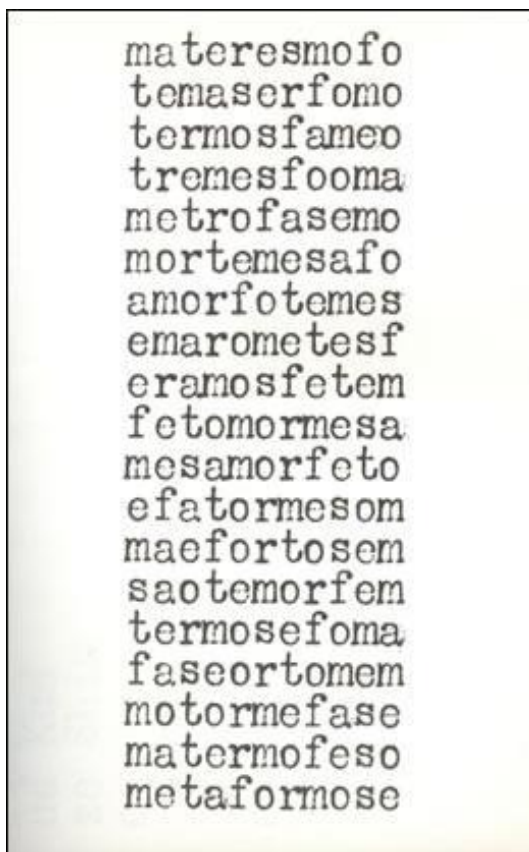 materesmofo
temaserfomo
termosfameo
tremesfooma
metrofasemo
mortemesafo
amorfotemes
emarometesf
eramosfetem
fetomormesa
mesamorfeto
efatormesom
maefortosem
saotemorfem
termosefoma
faseortomem
motormefase
matermofeso
metaformose